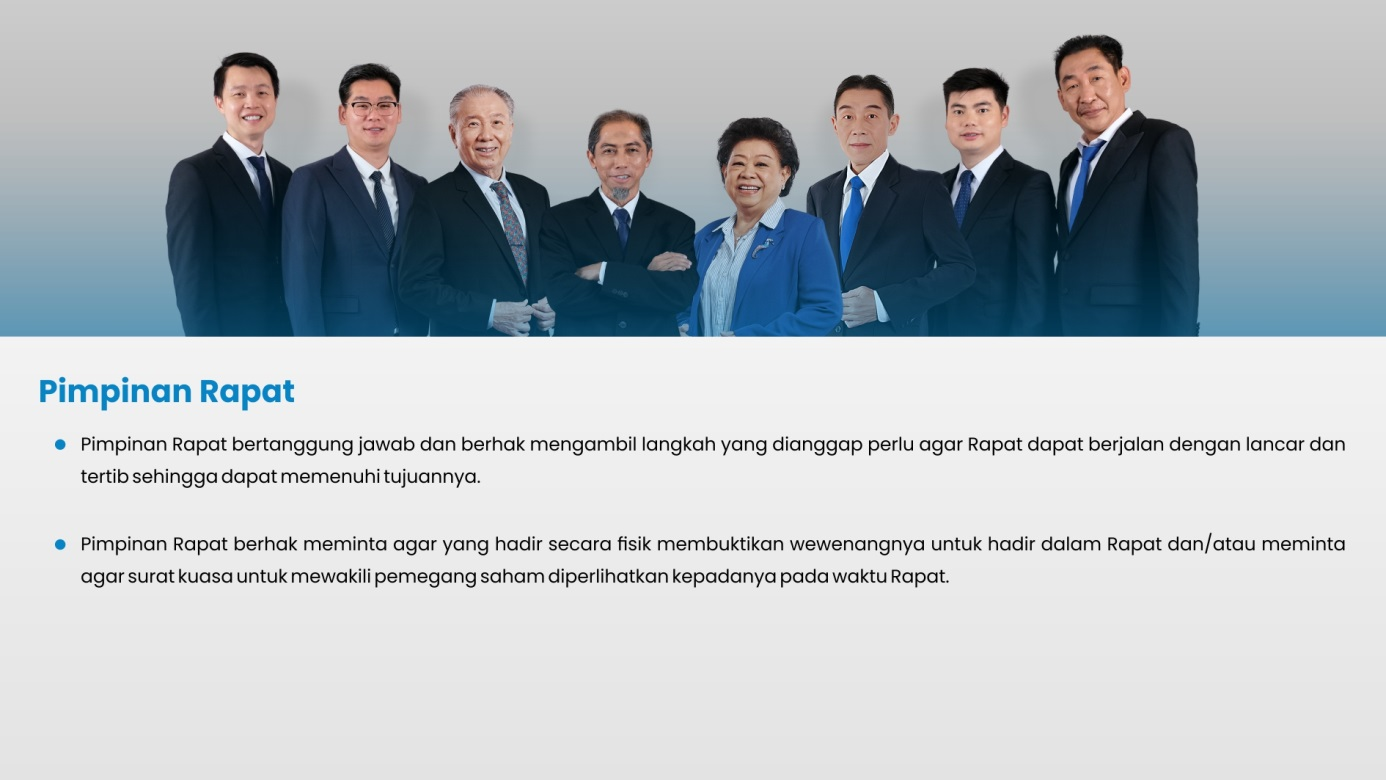 Pimpinan Rapat
Pimpinan Rapat bertanggung jawab dan berhak mengambil langkah yang dianggap perlu agar Rapat dapat berjalan dengan lancar dan
tertib sehingga dapat memenuhi tujuannya.
Pimpinan Rapat berhak meminta agar yang hadir secara fisik membuktikan wewenangnya untuk hadir dalam Rapat dan/atau meminta
agar surat kuasa untuk mewakili pemegang saham diperlihatkan kepadanya pada waktu Rapat.